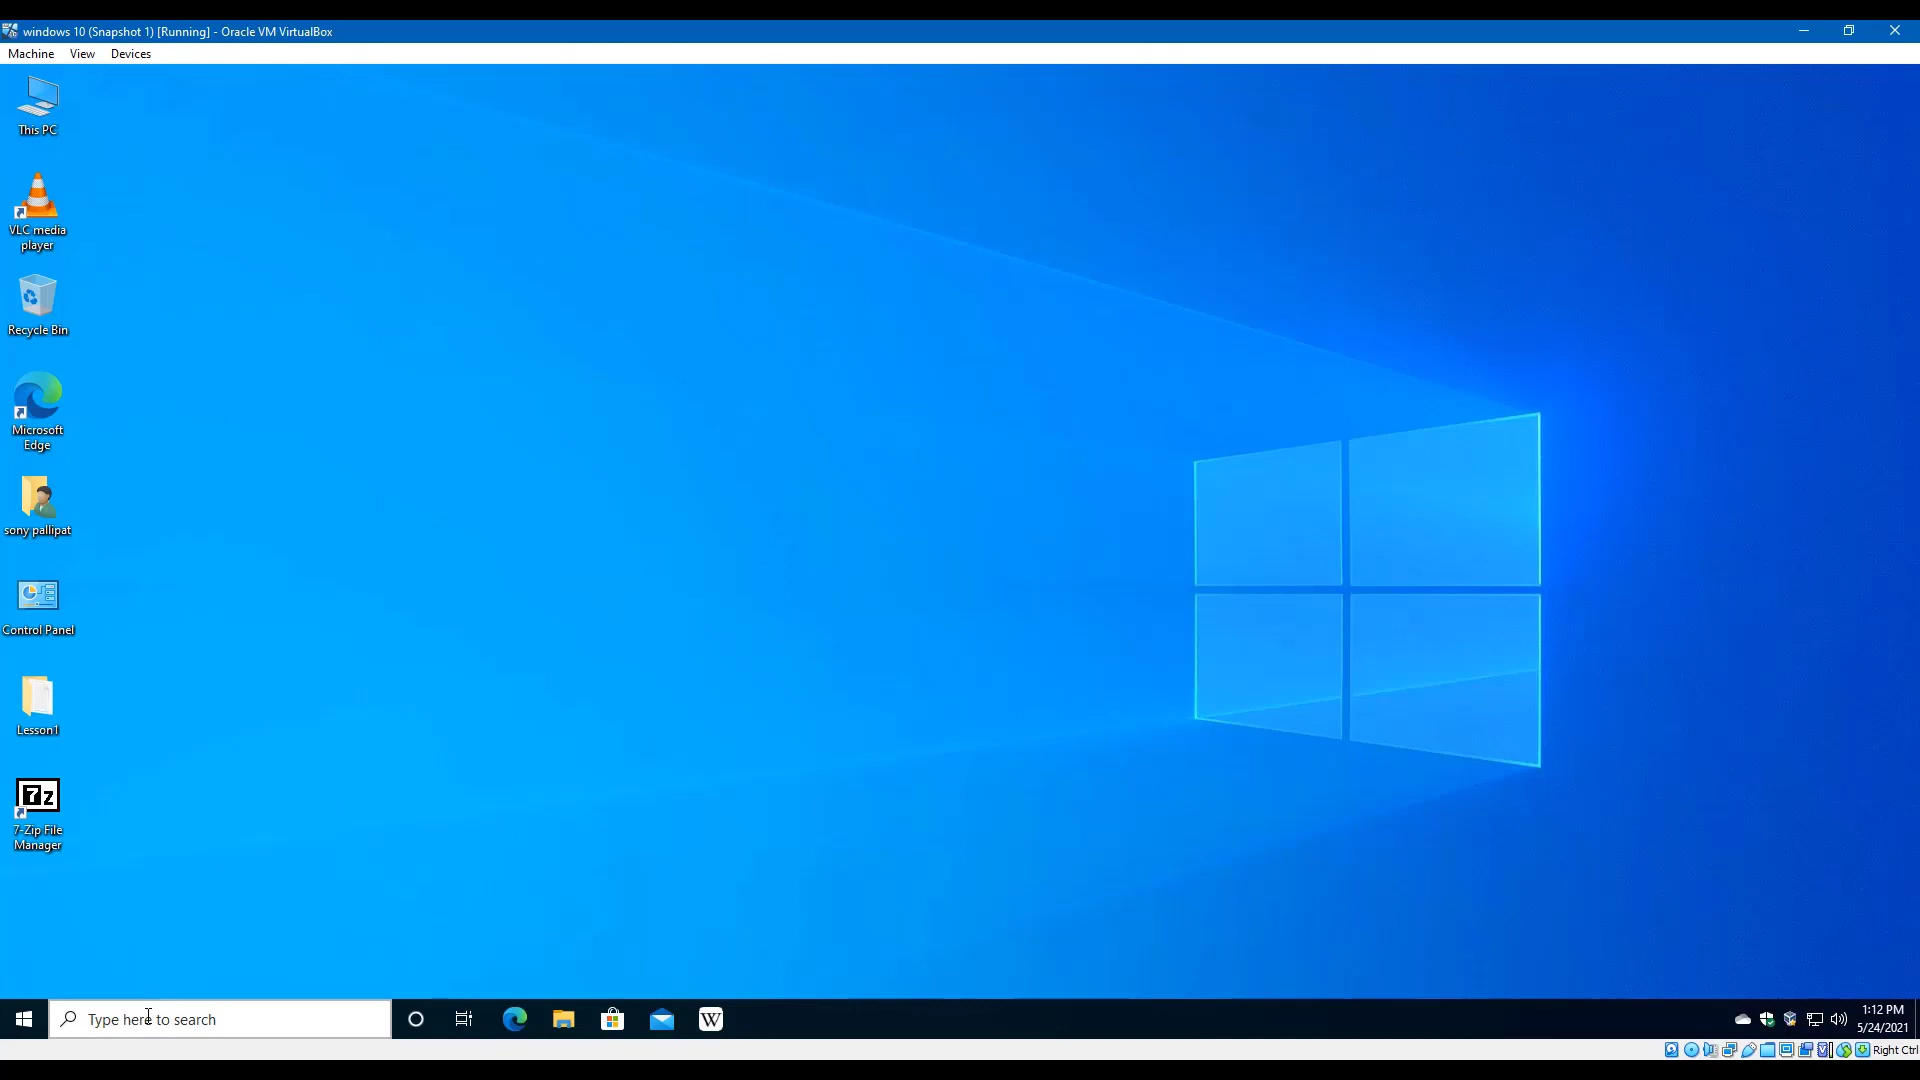 windows 10 (Snapshot 1) [Running] - Oracle VM VirtualBox
Machine View Devices
This PC
VLC media
player
Recycle Bin
Microsoft
Edge
sony pallipat
Control Panel
Lesson1
7z
7-Zip File
Manager
Type here to search
W
1:12 PM
5/24/2021
Right Ctrl